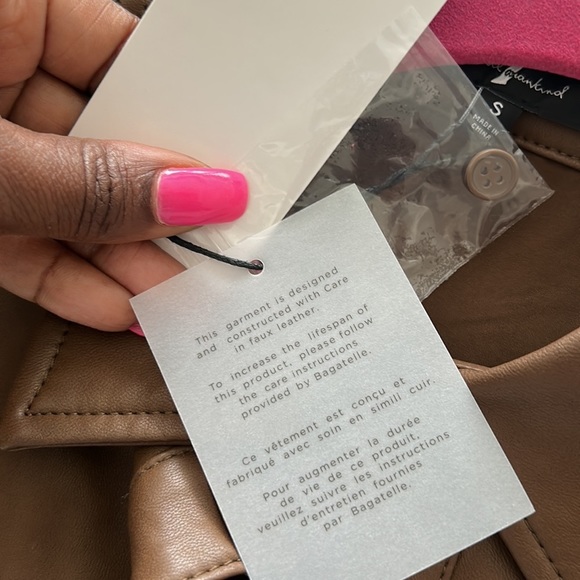 mankind
S
MADE IN
CHINA
This garment is designed
and constructed with Care
in faux leather.
To increase the lifespan of
this product, please follow
the care instructions
provided by Bagatelle.
Ce vêtement est conçu et
fabriqué avec soin en simili cuir.
Pour augmenter la durée
de vie de ce produit,
veuillez suivre les instructions
d'entretien fournies
par Bagatelle.